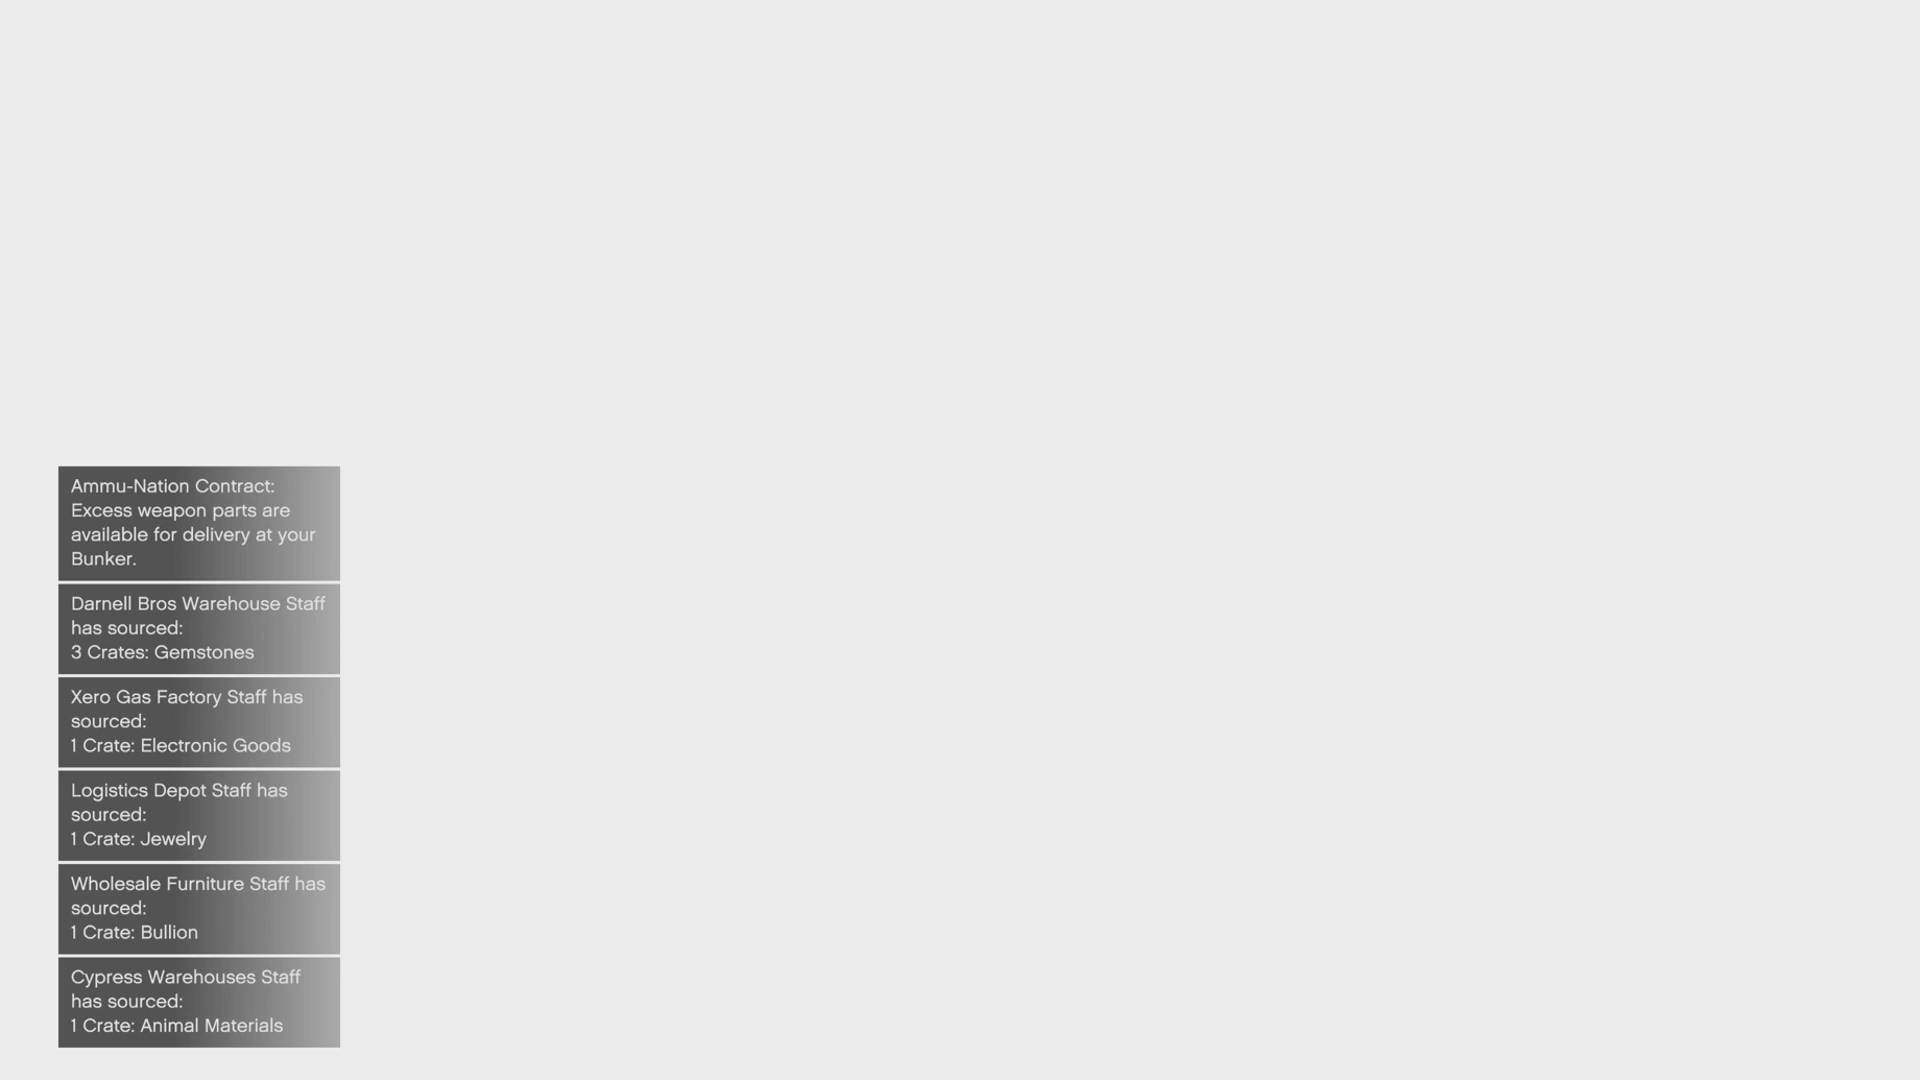 Ammu-Nation Contract:
Excess weapon parts are
available for delivery at your
Bunker.
Darnell Bros Warehouse Staff
has sourced:
3 Crates: Gemstones
Xero Gas Factory Staff has
sourced:
1 Crate: Electronic Goods
Logistics Depot Staff has
sourced:
1 Crate: Jewelry
Wholesale Furniture Staff has
sourced:
1 Crate: Bullion
Cypress Warehouses Staff
has sourced:
1 Crate: Animal Materials